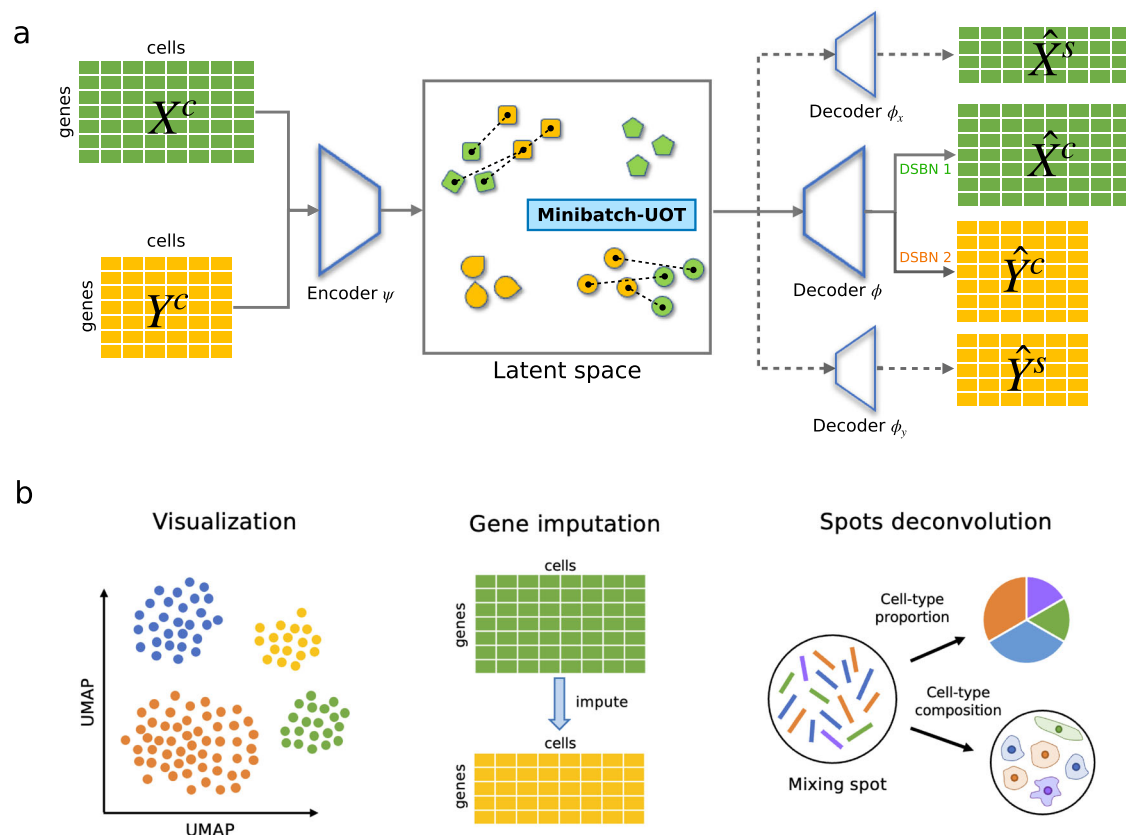 a
cells
genes
X^c
cells
genes
Y^c
Encoder ψ
Minibatch-UOT
Latent space
Decoder ϕ_x
Decoder ϕ
Decoder ϕ_y
DSBN 1
DSBN 2
X̂^s
X̂^c
Ŷ^c
Ŷ^s
b
Visualization
UMAP
UMAP
Gene imputation
cells
genes
impute
cells
genes
Spots deconvolution
Cell-type
proportion
Cell-type
composition
Mixing spot